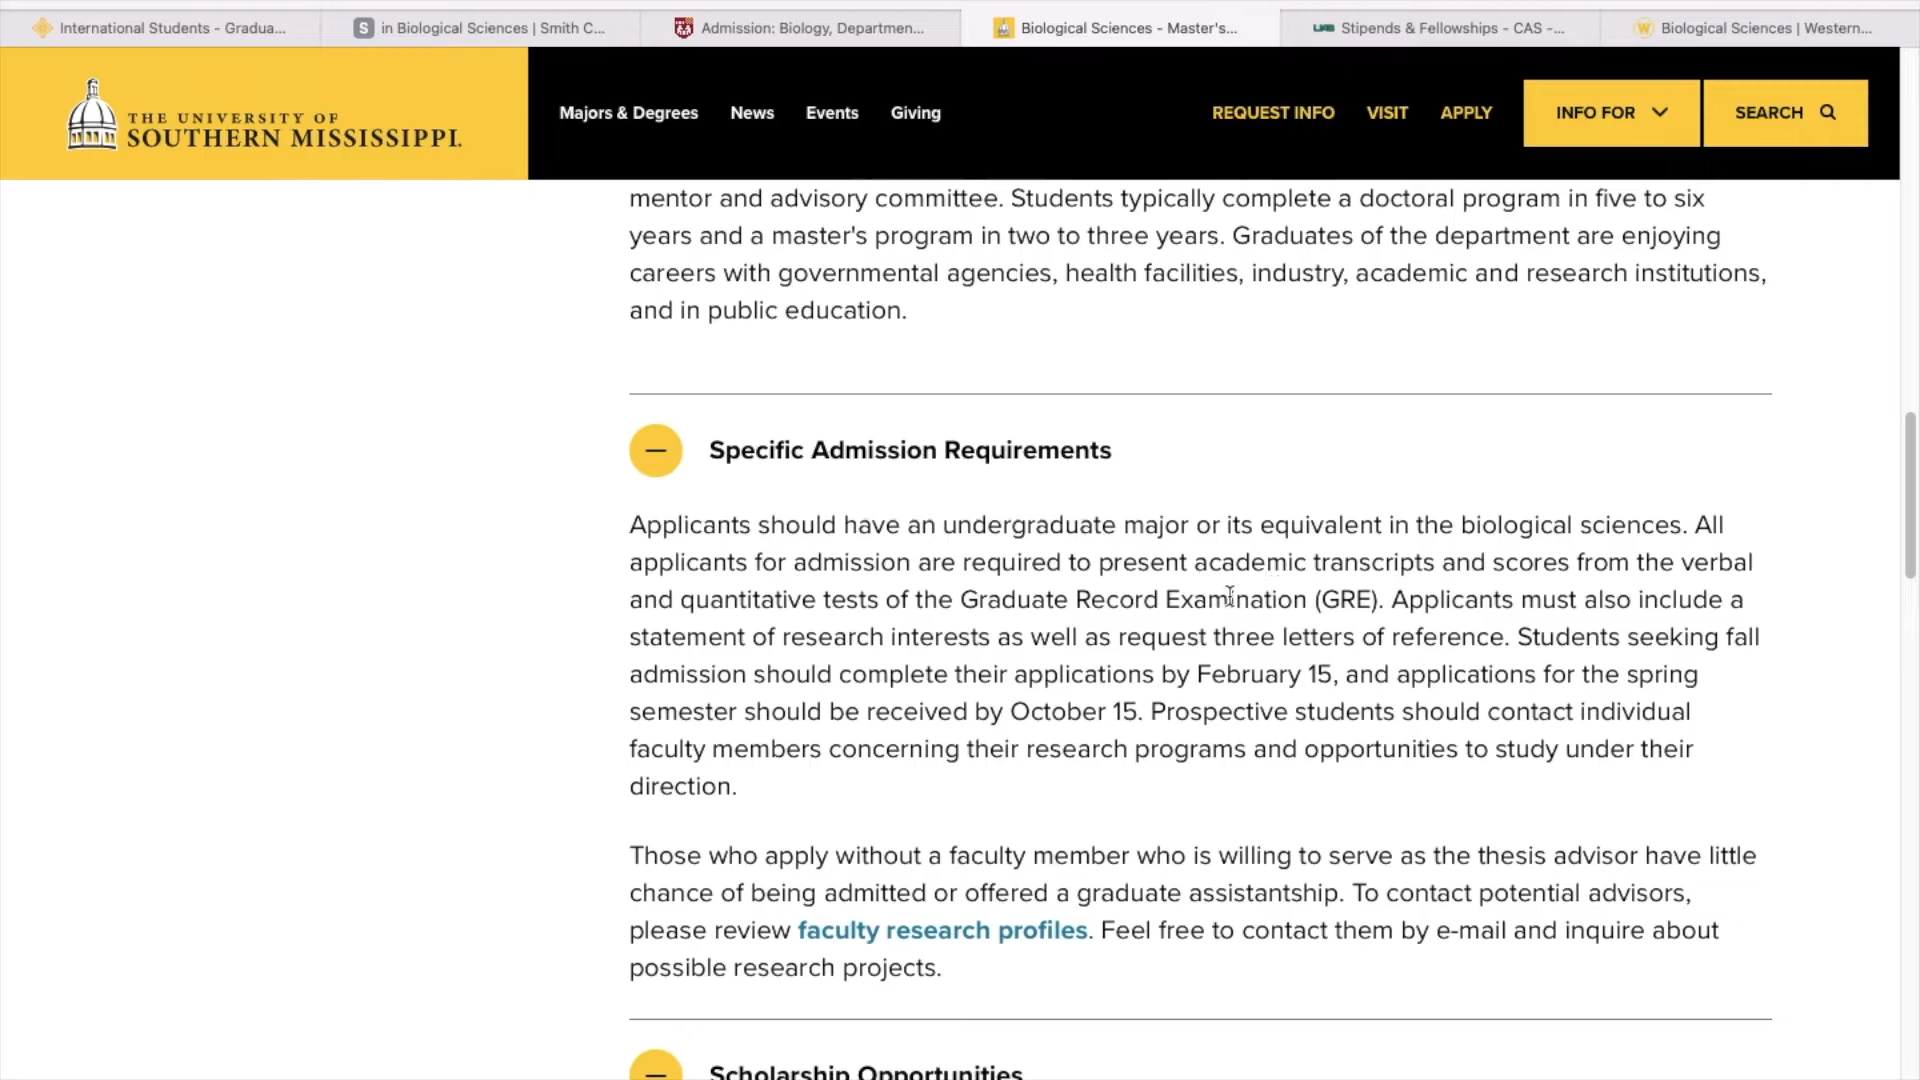 International Students - Gradua...
S in Biological Sciences | Smith C...
Admission: Biology, Departmen...
Biological Sciences - Master's...
UAB Stipends & Fellowships - CAS -...
W Biological Sciences | Western...
THE UNIVERSITY OF
SOUTHERN MISSISSIPPI.
Majors & Degrees News Events Giving REQUEST INFO VISIT APPLY INFO FOR SEARCH
mentor and advisory committee. Students typically complete a doctoral program in five to six
years and a master's program in two to three years. Graduates of the department are enjoying
careers with governmental agencies, health facilities, industry, academic and research institutions,
and in public education.
Specific Admission Requirements
Applicants should have an undergraduate major or its equivalent in the biological sciences. All
applicants for admission are required to present academic transcripts and scores from the verbal
and quantitative tests of the Graduate Record Examination (GRE). Applicants must also include a
statement of research interests as well as request three letters of reference. Students seeking fall
admission should complete their applications by February 15, and applications for the spring
semester should be received by October 15. Prospective students should contact individual
faculty members concerning their research programs and opportunities to study under their
direction.
Those who apply without a faculty member who is willing to serve as the thesis advisor have little
chance of being admitted or offered a graduate assistantship. To contact potential advisors,
please review faculty research profiles. Feel free to contact them by e-mail and inquire about
possible research projects.
Scholarship Opportunities